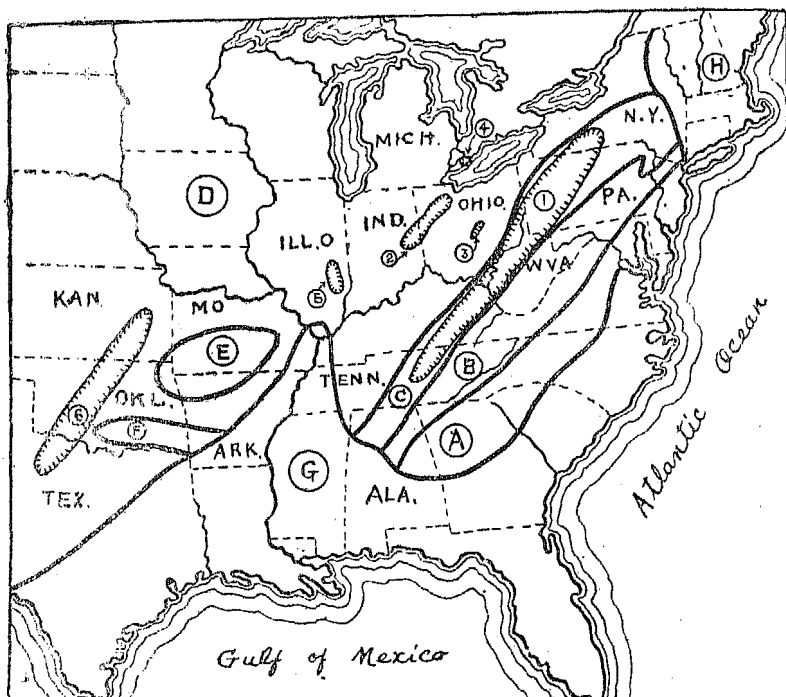 H
N.Y.
4
MICH.
D
OHIO
1
PA.
IND.
ILL.O
2
3
WVA
5
KAN.
MO
E
TENN.
B
C
OKL.
6
F
ARK.
A
G
TEX.
ALA.
Atlantic Ocean
Gulf of Mexico